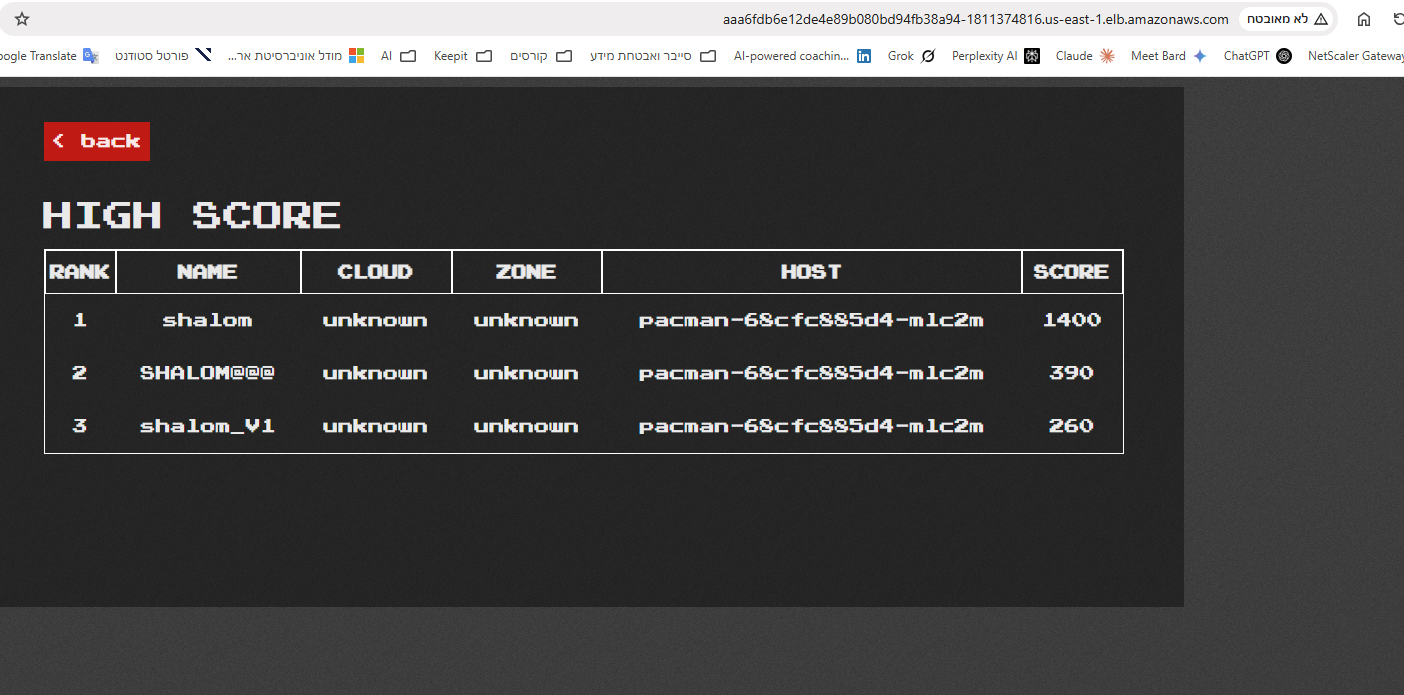 aaa6fdb6e12de4e89b080bd94fb38a94-1811374816.us-east-1.elb.amazonaws.com לא מאובטח
oogle Translate פורטל סטודנט מודל אוניברסיטת אר... AI Keepit קורסים סייבר ואבטחת מידע AI-powered coachin... Grok Perplexity AI Claude Meet Bard ChatGPT NetScaler Gateway
< back
HIGH SCORE
RANK NAME CLOUD ZONE HOST SCORE
1 shalom unknown unknown pacman-68cfc885d4-mlc2m 1400
2 SHALOM@@@ unknown unknown pacman-68cfc885d4-mlc2m 390
3 shalom_V1 unknown unknown pacman-68cfc885d4-mlc2m 260